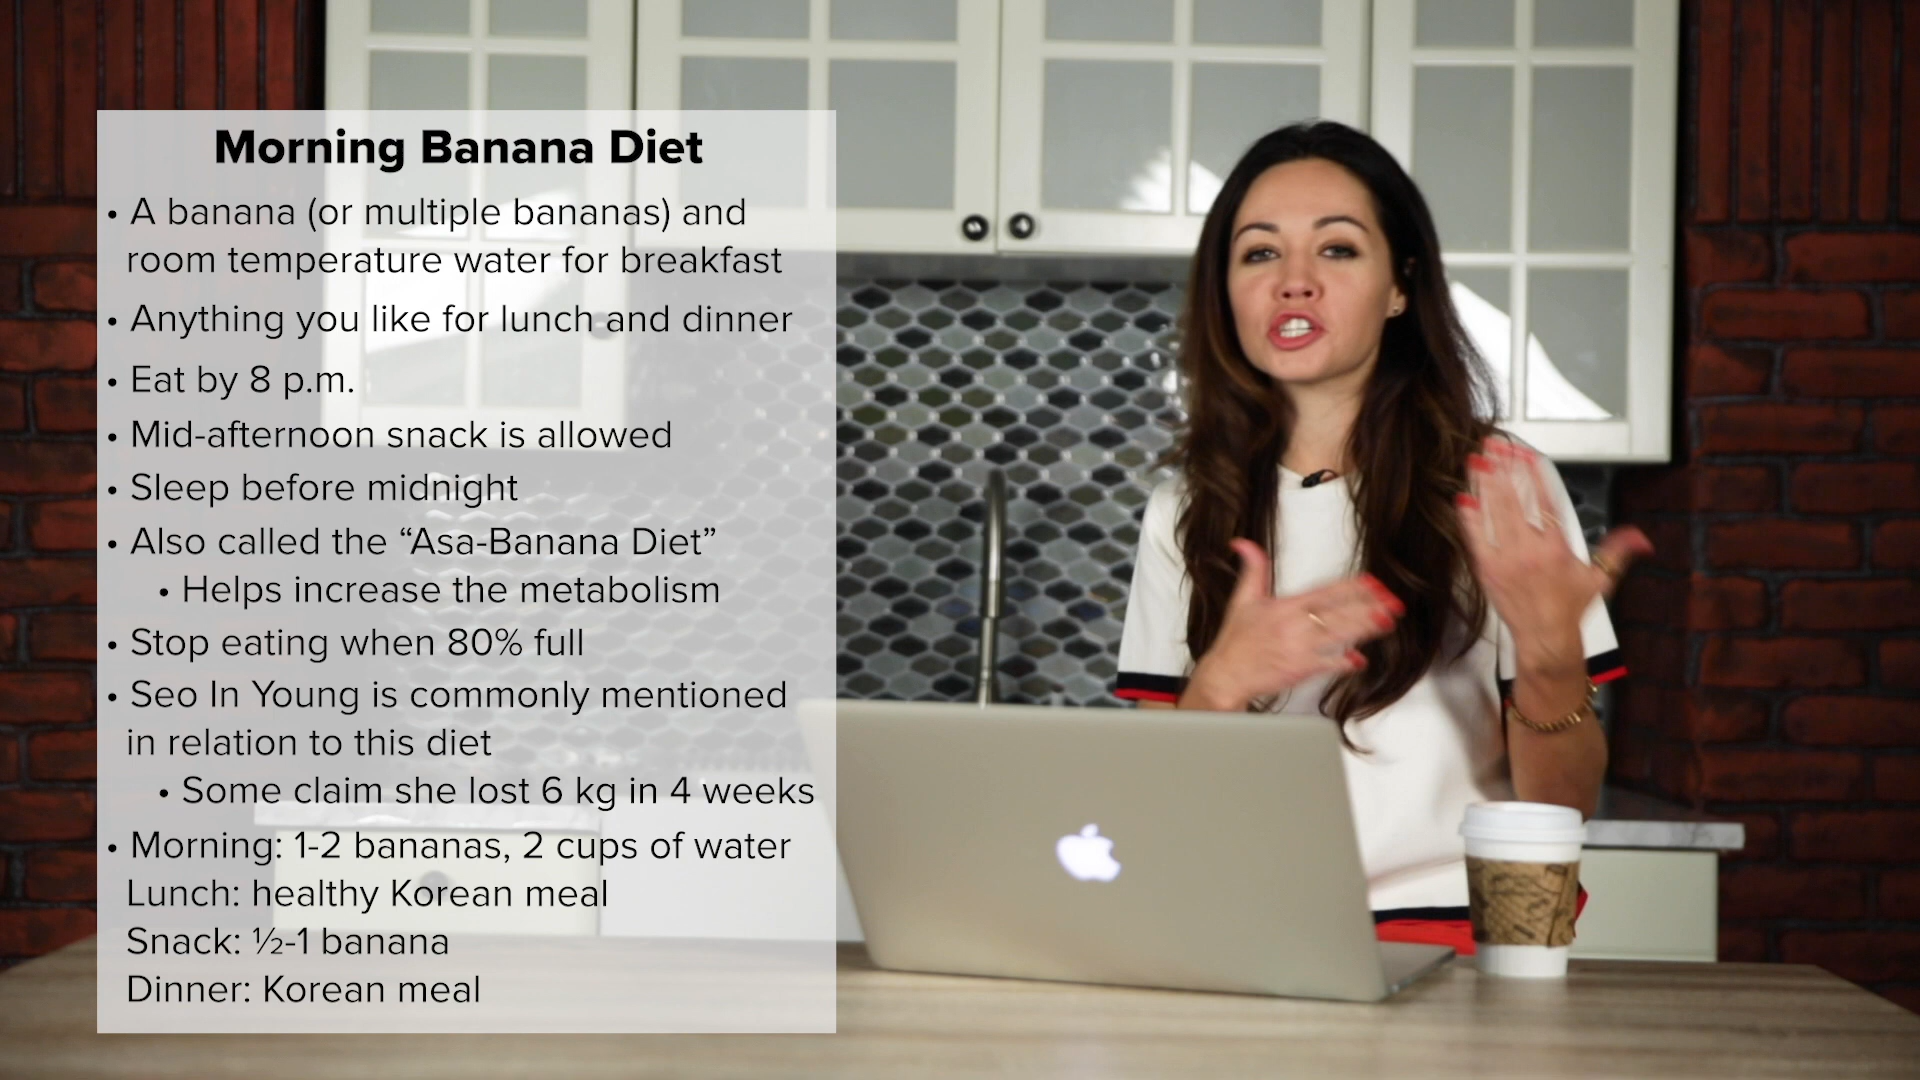 Morning Banana Diet
• A banana (or multiple bananas) and
room temperature water for breakfast
• Anything you like for lunch and dinner
• Eat by 8 p.m.
• Mid-afternoon snack is allowed
• Sleep before midnight
• Also called the “Asa-Banana Diet”
• Helps increase the metabolism
• Stop eating when 80% full
• Seo In Young is commonly mentioned
in relation to this diet
• Some claim she lost 6 kg in 4 weeks
• Morning: 1-2 bananas, 2 cups of water
Lunch: healthy Korean meal
Snack: ½-1 banana
Dinner: Korean meal